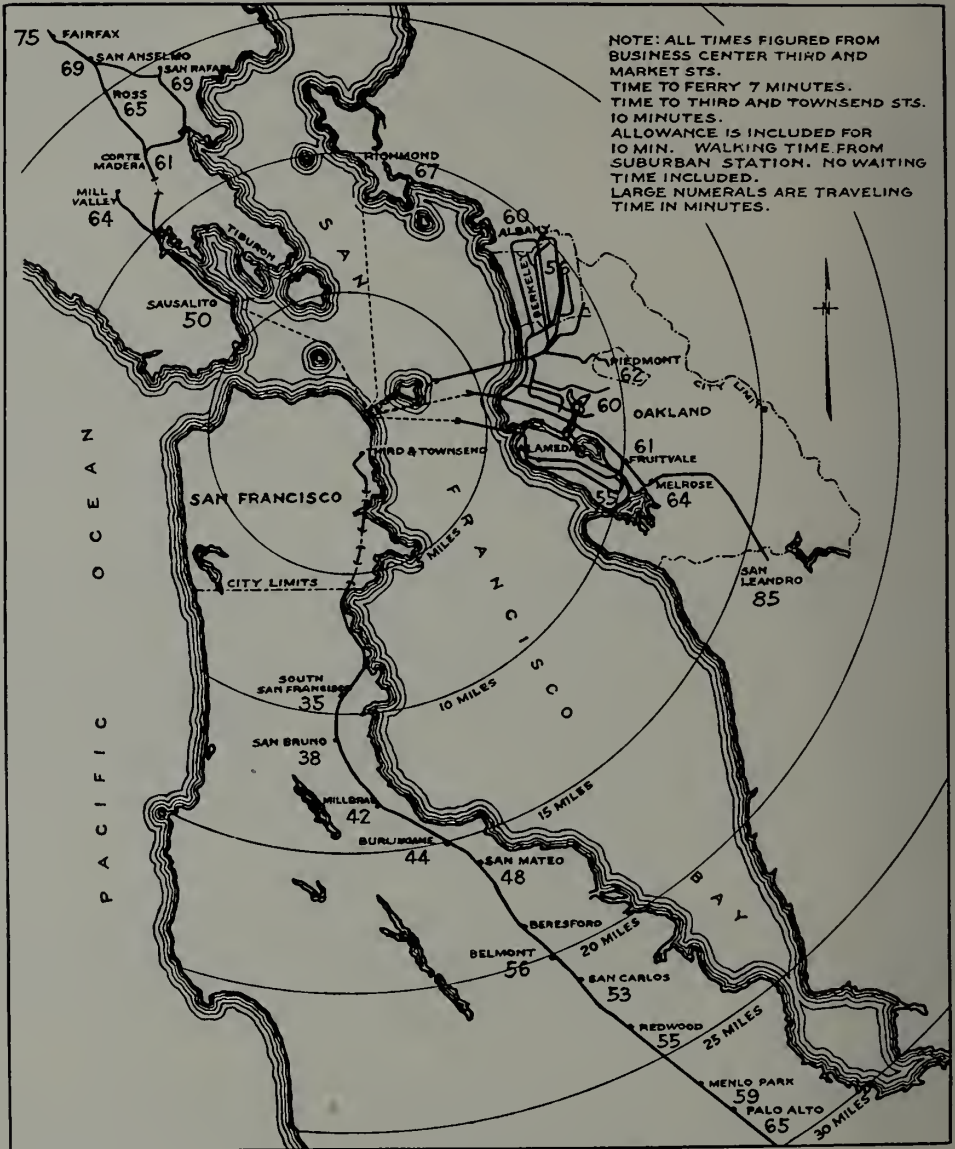 NOTE: ALL TIMES FIGURED FROM
BUSINESS CENTER THIRD AND
MARKET STS.
TIME TO FERRY 7 MINUTES.
TIME TO THIRD AND TOWNSEND STS.
10 MINUTES.
ALLOWANCE IS INCLUDED FOR
10 MIN. WALKING TIME FROM
SUBURBAN STATION. NO WAITING
TIME INCLUDED.
LARGE NUMERALS ARE TRAVELING
TIME IN MINUTES.
75 FAIRFAX
SAN ANSELMO
69
SAN RAFAEL
69
ROSS
65
CORTE
MADERA
61
MILL
VALLEY
64
TIBURON
SAUSALITO
50
RICHMOND
67
60
ALBANY
BERKELEY
56
PIEDMONT
62
CITY LIMITS
60
OAKLAND
ALAMEDA
55
61
FRUITVALE
MELROSE
64
SAN
LEANDRO
85
N
THIRD & TOWNSEND
SAN FRANCISCO
CITY LIMITS
SAN FRANCISCO BAY
PACIFIC OCEAN
MILES
10 MILES
15 MILES
20 MILES
25 MILES
30 MILES
SOUTH
SAN FRANCISCO
35
SAN BRUNO
38
MILLBRAE
42
BURLINGAME
44
SAN MATEO
48
BERESFORD
BELMONT
56
SAN CARLOS
53
REDWOOD
55
MENLO PARK
59
PALO ALTO
65